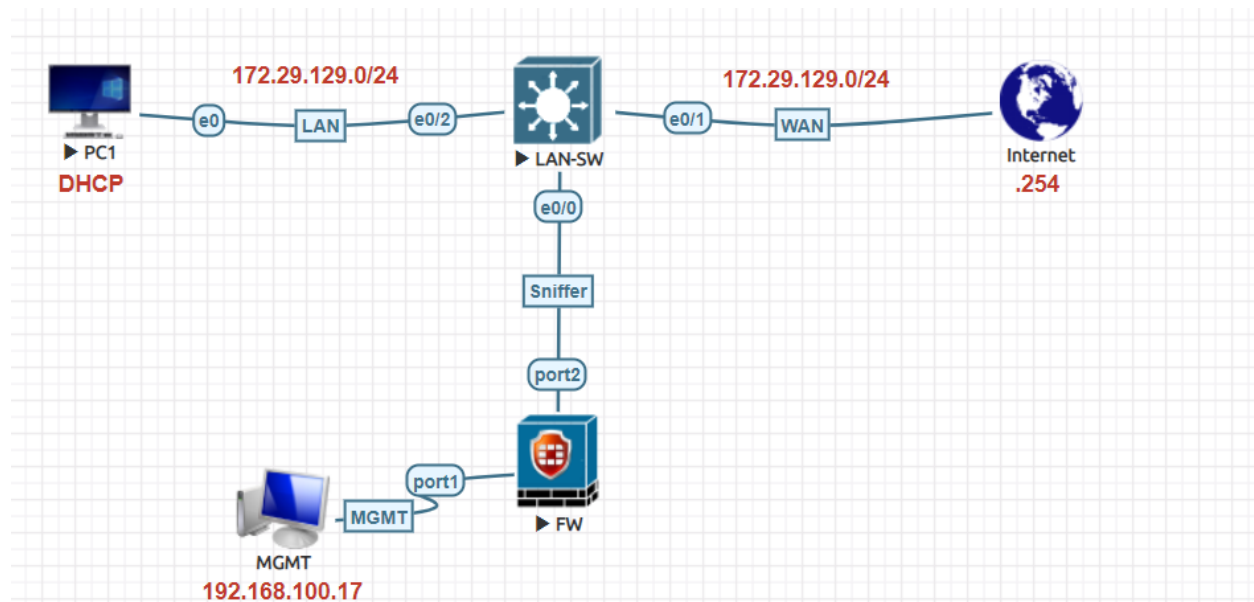 172.29.129.0/24
172.29.129.0/24
e0
LAN
e0/2
e0/1
WAN
PC1
LAN-SW
Internet
DHCP
.254
e0/0
Sniffer
port2
port1
MGMT
FW
MGMT
192.168.100.17